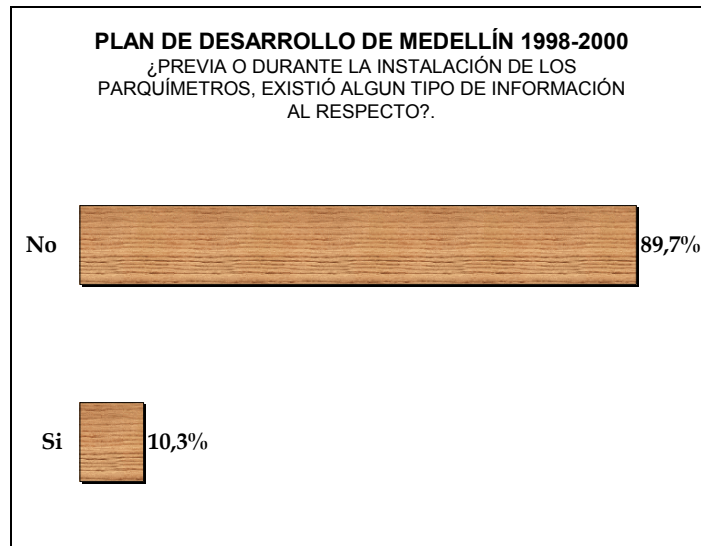 PLAN DE DESARROLLO DE MEDELLÍN 1998-2000
¿PREVIA O DURANTE LA INSTALACIÓN DE LOS
PARQUÍMETROS, EXISTIÓ ALGUN TIPO DE INFORMACIÓN
AL RESPECTO?.
No 89,7%
Si 10,3%